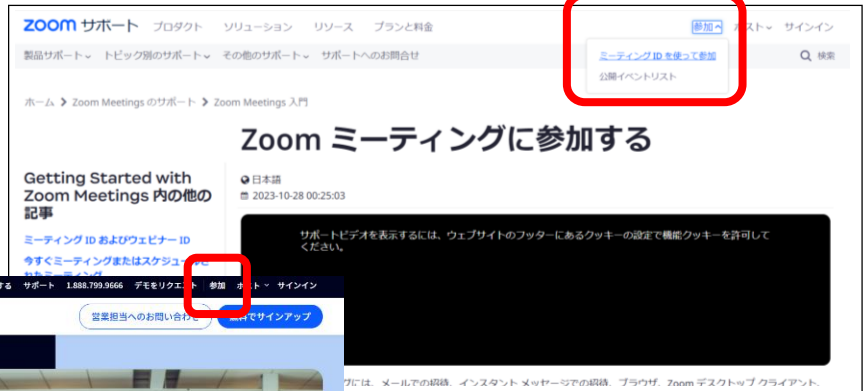 zoom サポート プロダクト ソリューション リソース プランと料金 参加 ホスト サインイン
製品サポート トピック別のサポート その他のサポート サポートへのお問合せ ミーティング ID を使って参加 検索
公開イベントリスト
ホーム Zoom Meetings のサポート Zoom Meetings 入門
Zoom ミーティングに参加する
Getting Started with
Zoom Meetings 内の他の
記事
日本語
2023-10-28 00:25:03
ミーティング ID およびウェビナー ID
今すぐミーティングまたはスケジュールさ
れたミーティング
サポートビデオを表示するには、ウェブサイトのフッターにあるクッキーの設定で機能クッキーを許可して
ください。
する サポート 1.888.799.9666 デモをリクエスト 参加 ホスト サインイン
営業担当へのお問い合わせ 無料でサインアップ
グには、メールでの招待、インスタント メッセージでの招待、ブラウザ、Zoom デスクトップ クライアント、